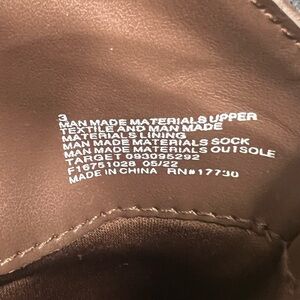 3
MAN MADE MATERIALS UPPER
TEXTILE AND MAN MADE
MATERIALS LINING
MAN MADE MATERIALS SOCK
MAN MADE MATERIALS OUTSOLE
TARGET 093095292
F16751028 05/22
MADE IN CHINA RN#17730